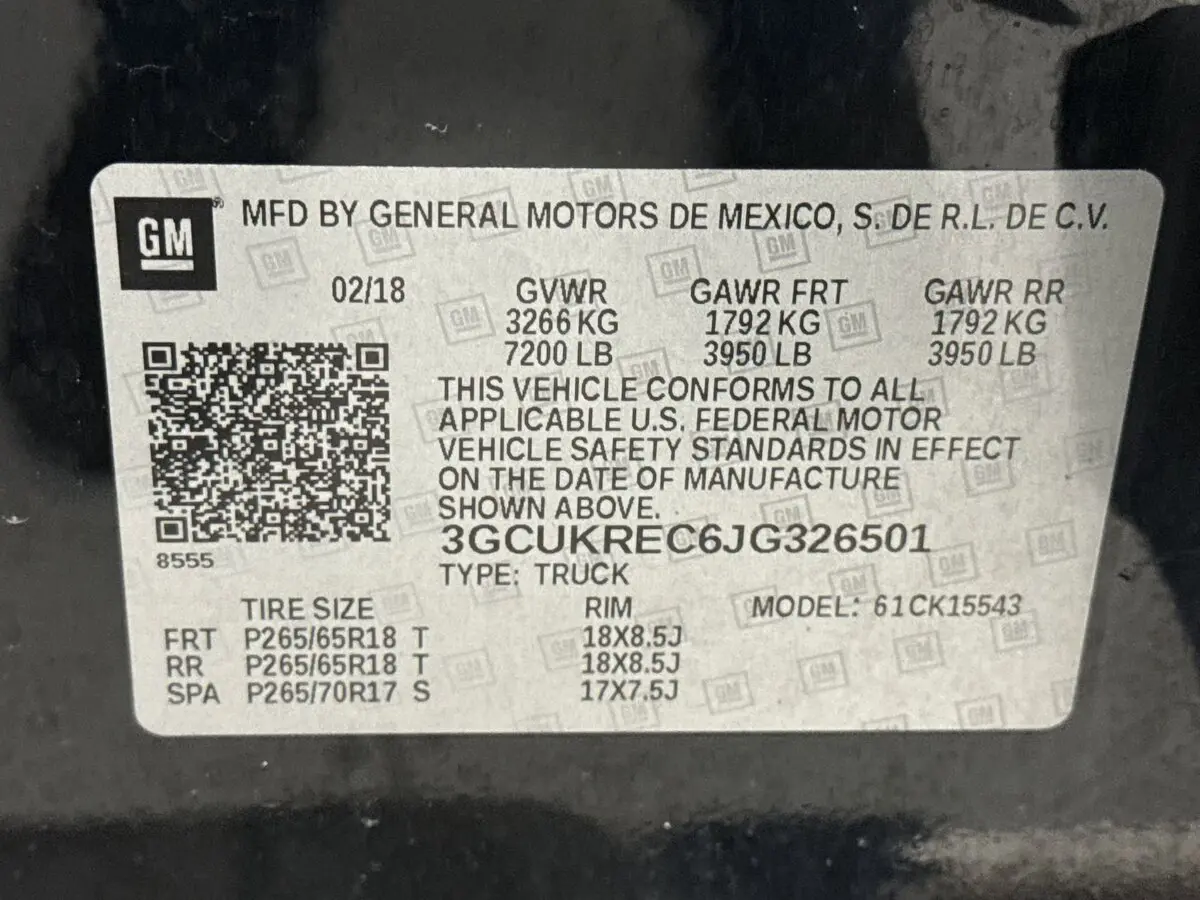 GM ® MFD BY GENERAL MOTORS DE MEXICO, S. DE R.L. DE C.V.
02/18 GVWR GAWR FRT GAWR RR
3266 KG 1792 KG 1792 KG
7200 LB 3950 LB 3950 LB
THIS VEHICLE CONFORMS TO ALL
APPLICABLE U.S. FEDERAL MOTOR
VEHICLE SAFETY STANDARDS IN EFFECT
ON THE DATE OF MANUFACTURE
SHOWN ABOVE.
3GCUKREC6JG326501
8555
TYPE: TRUCK
TIRE SIZE RIM MODEL: 61CK15543
FRT P265/65R18 T 18X8.5J
RR P265/65R18 T 18X8.5J
SPA P265/70R17 S 17X7.5J